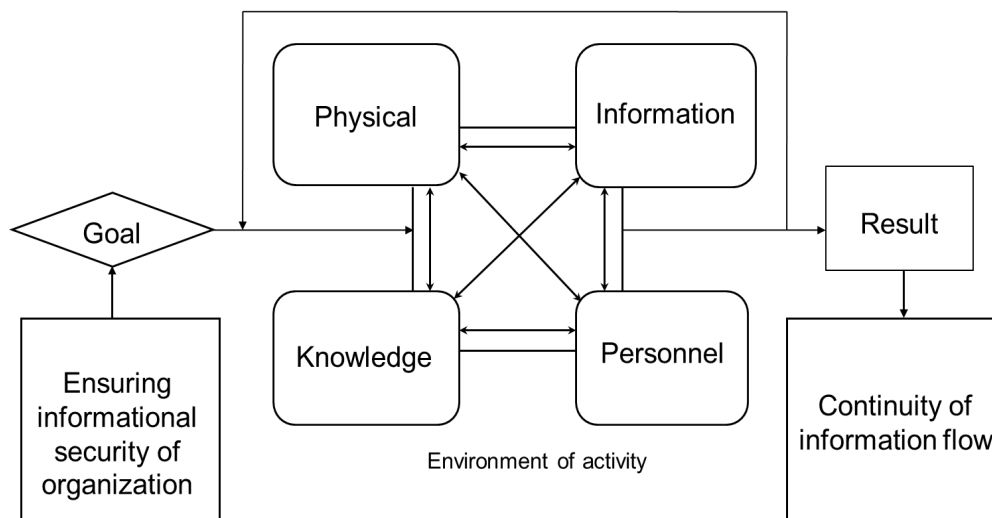 Physical
Information
Goal
Result
Knowledge
Personnel
Ensuring
informational
security of
organization
Continuity of
information flow
Environment of activity